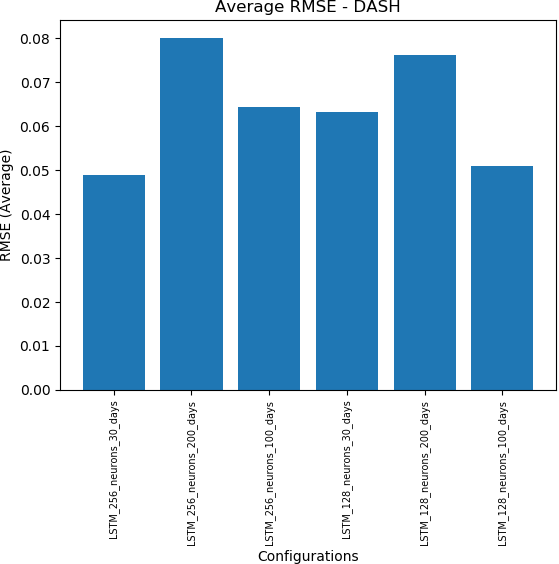 Average RMSE - DASH
RMSE (Average)
0.08
0.07
0.06
0.05
0.04
0.03
0.02
0.01
0.00
LSTM_256_neurons_30_days
LSTM_256_neurons_200_days
LSTM_256_neurons_100_days
LSTM_128_neurons_30_days
LSTM_128_neurons_200_days
LSTM_128_neurons_100_days
Configurations